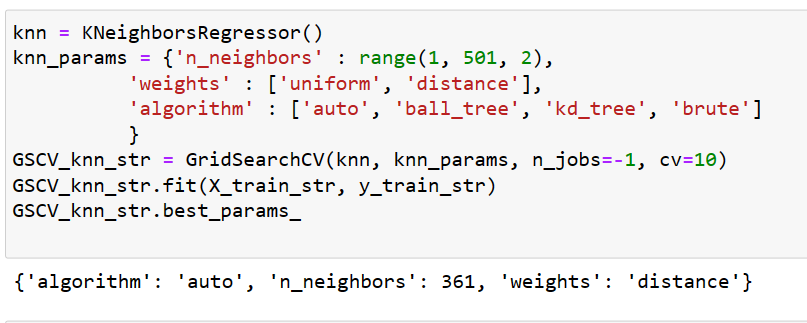 knn = KNeighborsRegressor()
knn_params = {'n_neighbors' : range(1, 501, 2),
'weights' : ['uniform', 'distance'],
'algorithm' : ['auto', 'ball_tree', 'kd_tree', 'brute']
}
GSCV_knn_str = GridSearchCV(knn, knn_params, n_jobs=-1, cv=10)
GSCV_knn_str.fit(X_train_str, y_train_str)
GSCV_knn_str.best_params_
{'algorithm': 'auto', 'n_neighbors': 361, 'weights': 'distance'}